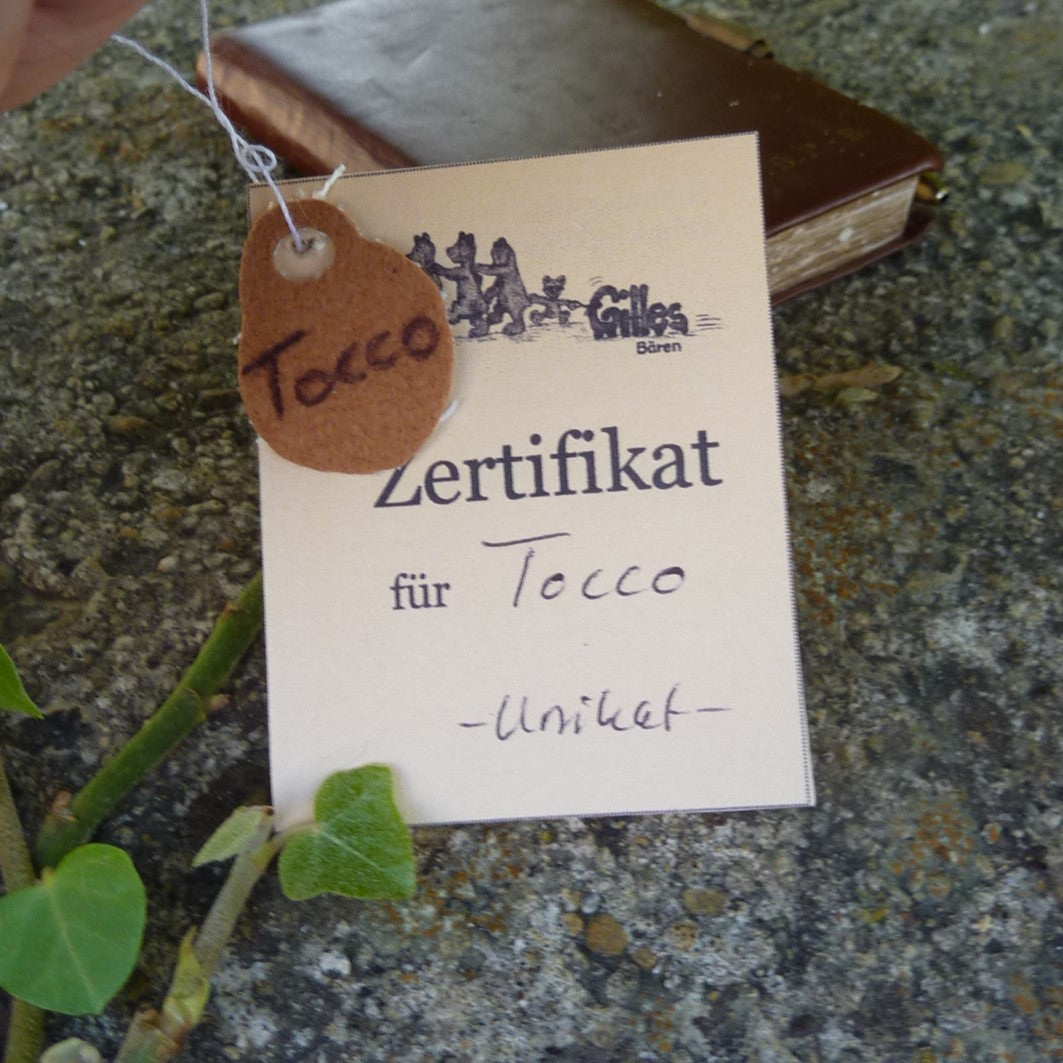 Tocco
Gilles
Bären
Zertifikat
für Tocco
-Unikat-